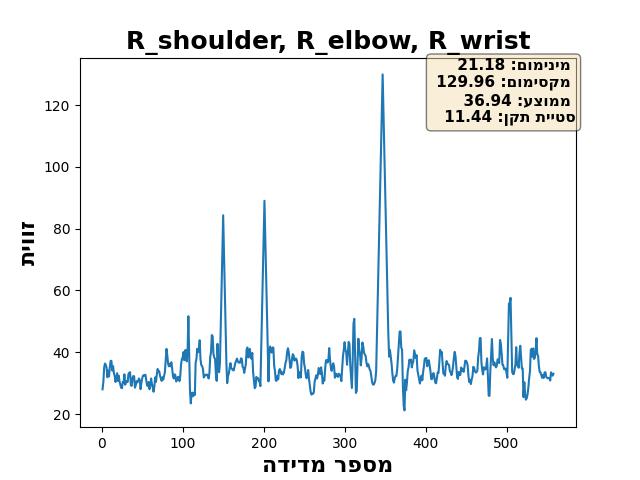 R_shoulder, R_elbow, R_wrist
מינימום: 21.18
מקסימום: 129.96
ממוצע: 36.94
סטיית תקן: 11.44
זווית
120
100
80
60
40
20
0 100 200 300 400 500
מספר מדידה